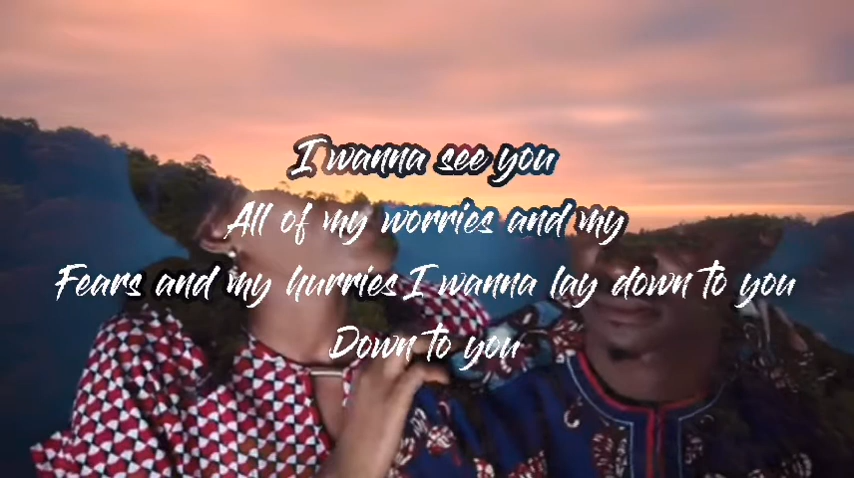 I wanna see you
All of my worries and my
Fears and my hurries I wanna lay down to you
Down to you